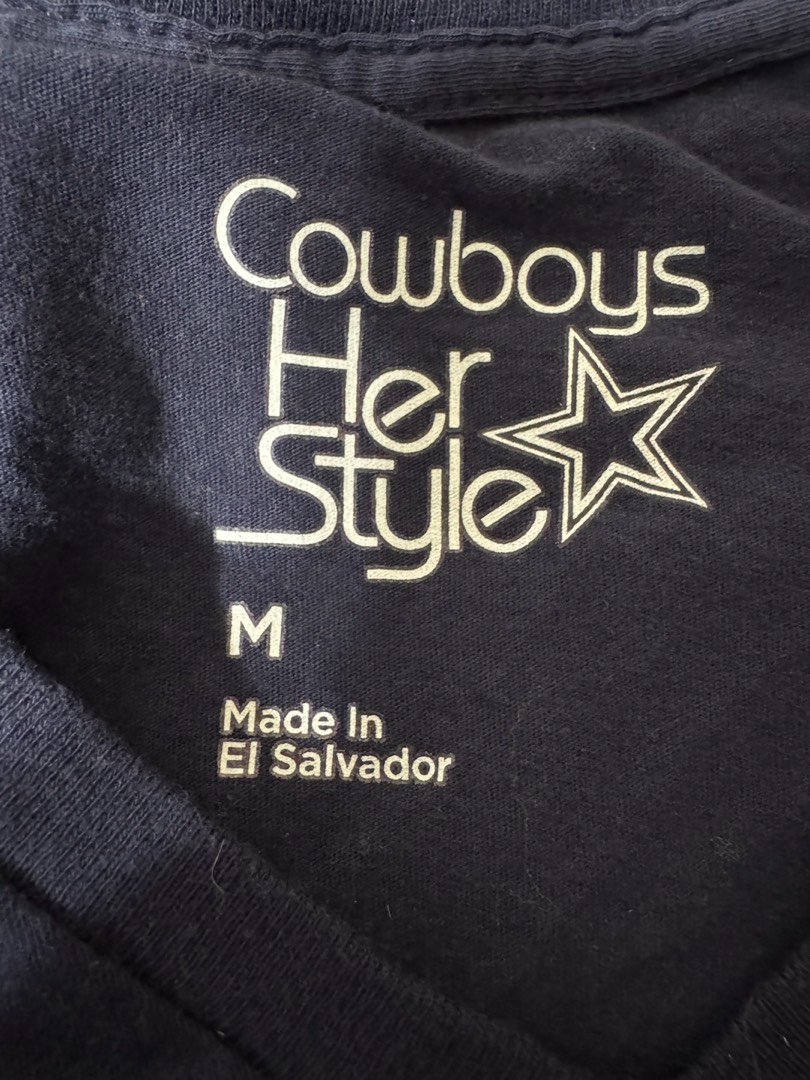 Cowboys
Her
Style
M
Made In
El Salvador